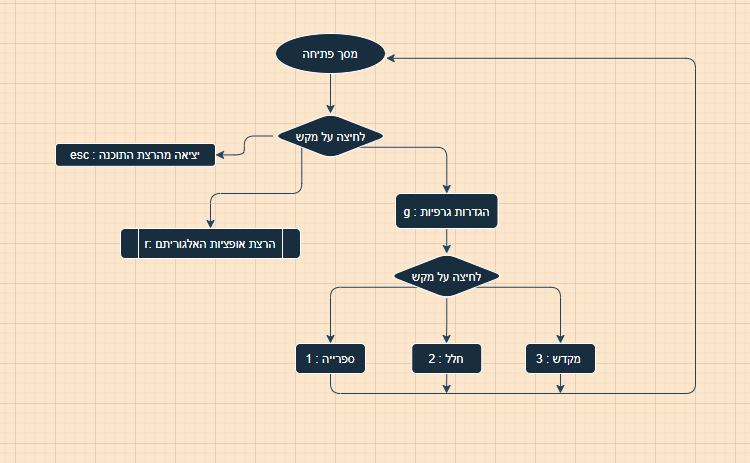 מסך פתיחה
לחיצה על מקש
יציאה מהרצת התוכנה : esc
הגדרות גרפיות : g
הרצת אופציות האלגוריתם :r
לחיצה על מקש
ספרייה : 1
חלל : 2
מקדש : 3